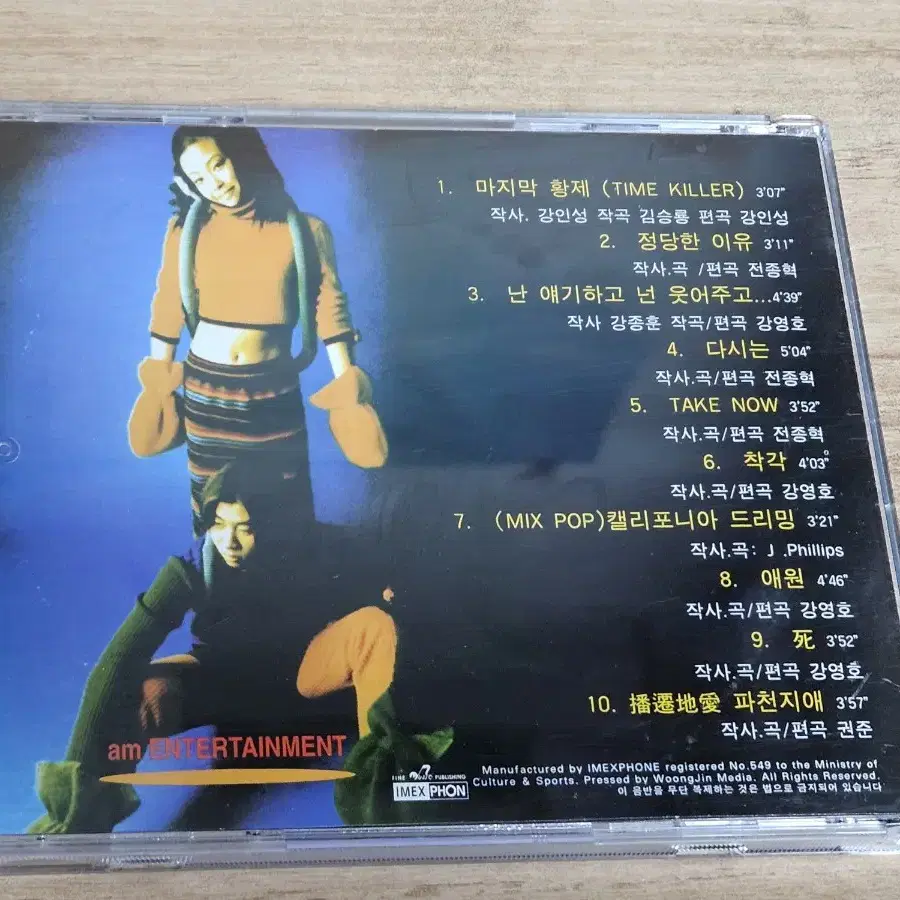 1. 마지막 황제 (TIME KILLER) 3'07"
작사. 강인성 작곡 김승룡 편곡 강인성
2. 정당한 이유 3'11"
작사.곡 /편곡 전종혁
3. 난 얘기하고 넌 웃어주고...4'39"
작사 강종훈 작곡/편곡 강영호
4. 다시는 5'04"
작사.곡/편곡 전종혁
5. TAKE NOW 3'52"
작사.곡/편곡 전종혁
6. 착각 4'03"
작사.곡/편곡 강영호
7. (MIX POP)캘리포니아 드리밍 3'21"
작사.곡: J .Phillips
8. 애원 4'46"
작사.곡/편곡 강영호
9. 死 3'52"
작사.곡/편곡 강영호
10. 播遷地愛 파천지애 3'57"
작사.곡/편곡 권준
am ENTERTAINMENT
PUBLISHING
IMEXPHON
Manufactured by IMEXPHONE registered No.549 to the Ministry of
Culture & Sports. Pressed by WoongJin Media. All Rights Reserved.
이 음반을 무단 복제하는 것은 법으로 금지되어 있습니다